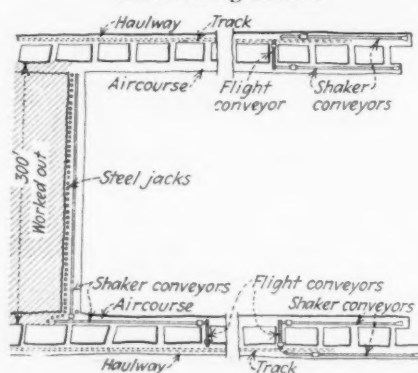 Haulway
Track
Aircourse
Flight conveyor
Shaker conveyors
300'
Worked out
Steel jacks
Shaker conveyors
Aircourse
Flight conveyors
Shaker conveyors
Haulway
Track